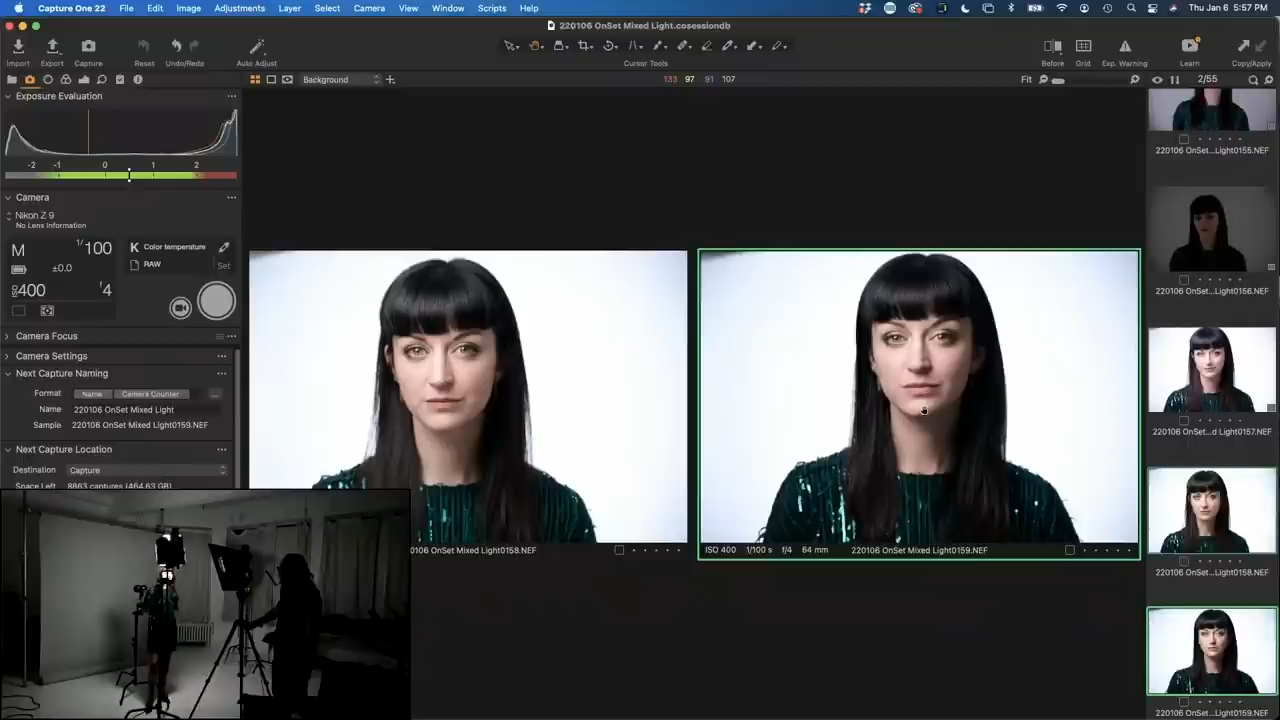 Capture One 22 File Edit Image Adjustments Layer Select Camera View Window Scripts Help Thu Jan 6 5:57 PM
220106 OnSet Mixed Light.cosessiondb
Import Export Capture Reset Undo/Redo Auto Adjust Cursor Tools Before Grid Exp. Warning Learn Copy/Apply
Background 133 97 91 107 Fit 2/55
Exposure Evaluation
-2 -1 0 1 2
Camera
Nikon Z 9
No Lens Information
M 1/100 K Color temperature
±0.0 RAW Set
400 f4
Camera Focus
Camera Settings
Next Capture Naming
Format Name Camera Counter
Name 220106 OnSet Mixed Light
Sample 220106 OnSet Mixed Light0159.NEF
Next Capture Location
Destination Capture
Space Left 8863 captures (464.63 GB)
0106 OnSet Mixed Light0158.NEF
ISO 400 1/100 s f/4 64 mm 220106 OnSet Mixed Light0159.NEF
220106 OnSet...Light0155.NEF
220106 OnSet...Light0156.NEF
220106 OnSet...d Light0157.NEF
220106 OnSet...Light0158.NEF
220106 OnSet...Light0159.NEF